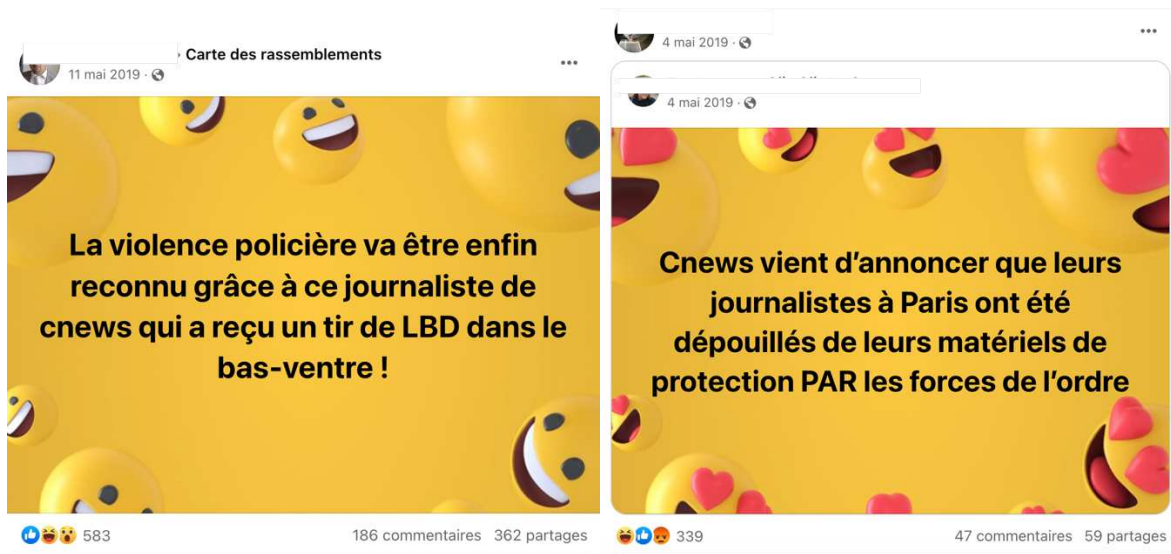 Carte des rassemblements
11 mai 2019
La violence policière va être enfin
reconnu grâce à ce journaliste de
cnews qui a reçu un tir de LBD dans le
bas-ventre !
583
186 commentaires 362 partages
4 mai 2019
4 mai 2019
Cnews vient d'annoncer que leurs
journalistes à Paris ont été
dépouillés de leurs matériels de
protection PAR les forces de l'ordre
339
47 commentaires 59 partages